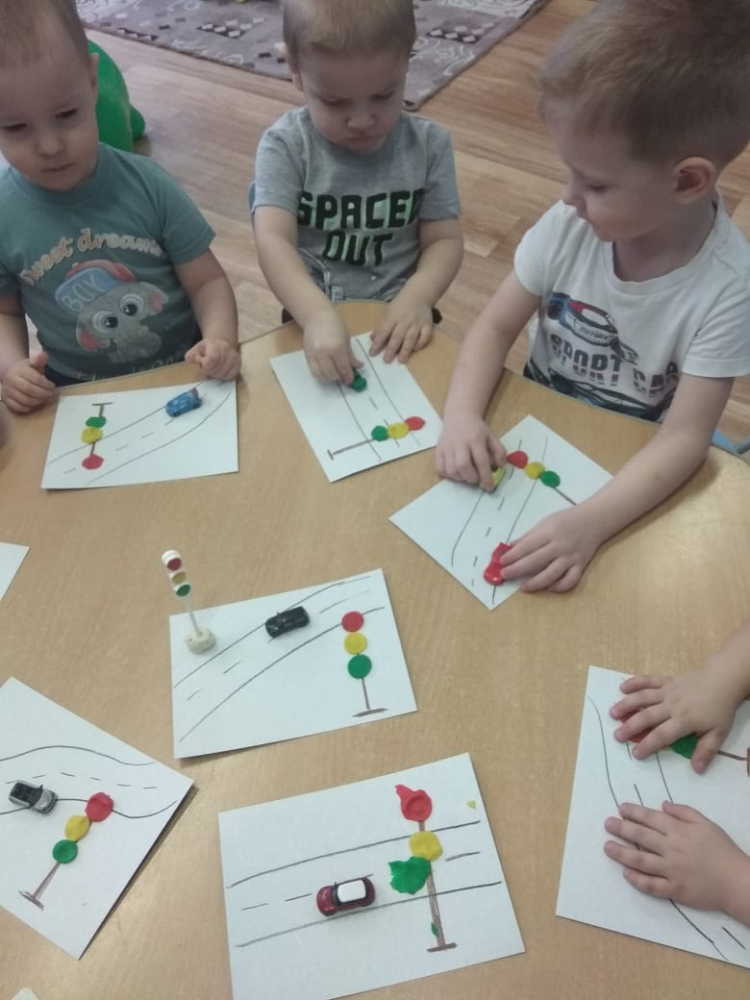 Sweet dreams
BOY
SPACED
OUT
SPORT CAR